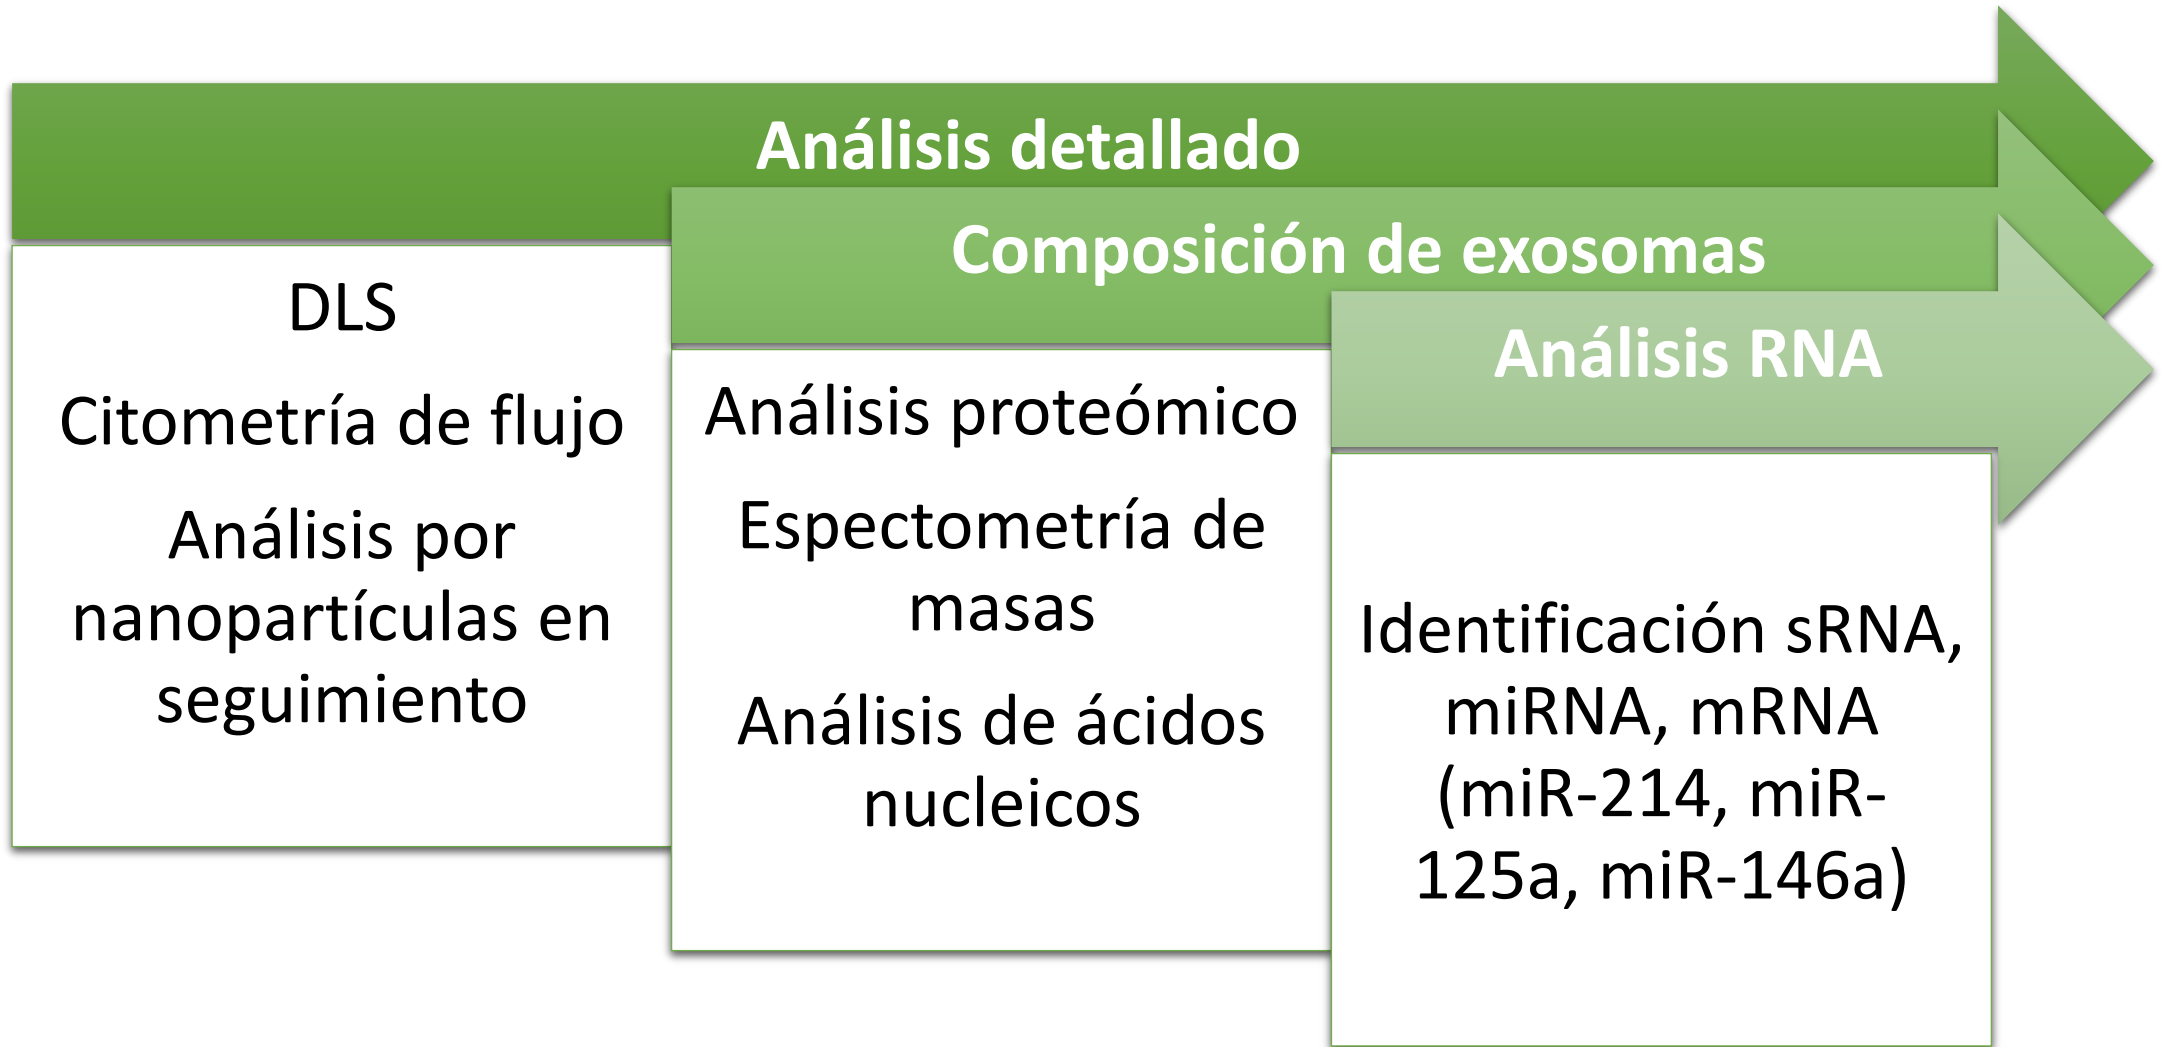 Análisis detallado
DLS
Citometría de flujo
Análisis por
nanopartículas en
seguimiento
Composición de exosomas
Análisis proteómico
Espectometría de
masas
Análisis de ácidos
nucleicos
Análisis RNA
Identificación sRNA,
miRNA, mRNA
(miR-214, miR-
125a, miR-146a)